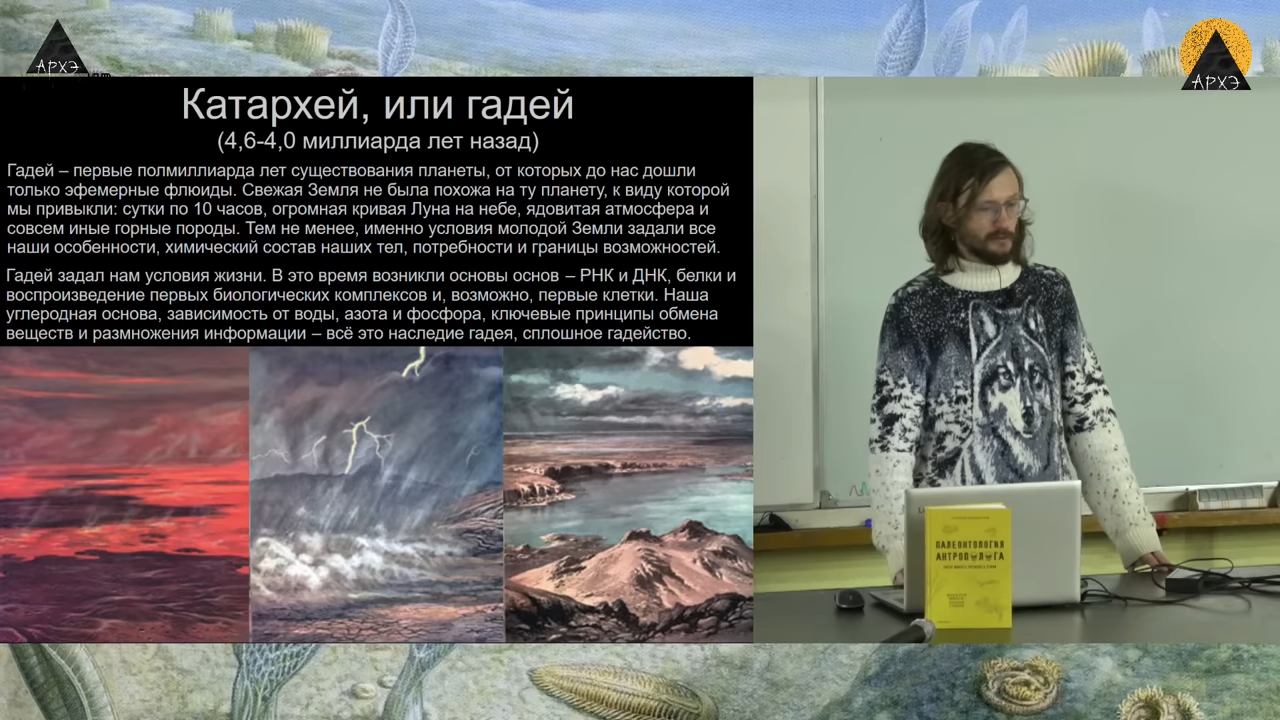 АРХЭ
АРХЭ
Катархей, или гадей
(4,6-4,0 миллиарда лет назад)
Гадей – первые полмиллиарда лет существования планеты, от которых до нас дошли
только эфемерные флюиды. Свежая Земля не была похожа на ту планету, к виду которой
мы привыкли: сутки по 10 часов, огромная кривая Луна на небе, ядовитая атмосфера и
совсем иные горные породы. Тем не менее, именно условия молодой Земли задали все
наши особенности, химический состав наших тел, потребности и границы возможностей.
Гадей задал нам условия жизни. В это время возникли основы основ – РНК и ДНК, белки и
воспроизведение первых биологических комплексов и, возможно, первые клетки. Наша
углеродная основа, зависимость от воды, азота и фосфора, ключевые принципы обмена
веществ и размножения информации – всё это наследие гадея, сплошное гадейство.
ПАЛЕОНТОЛОГИЯ
АНТРОПОЛОГА